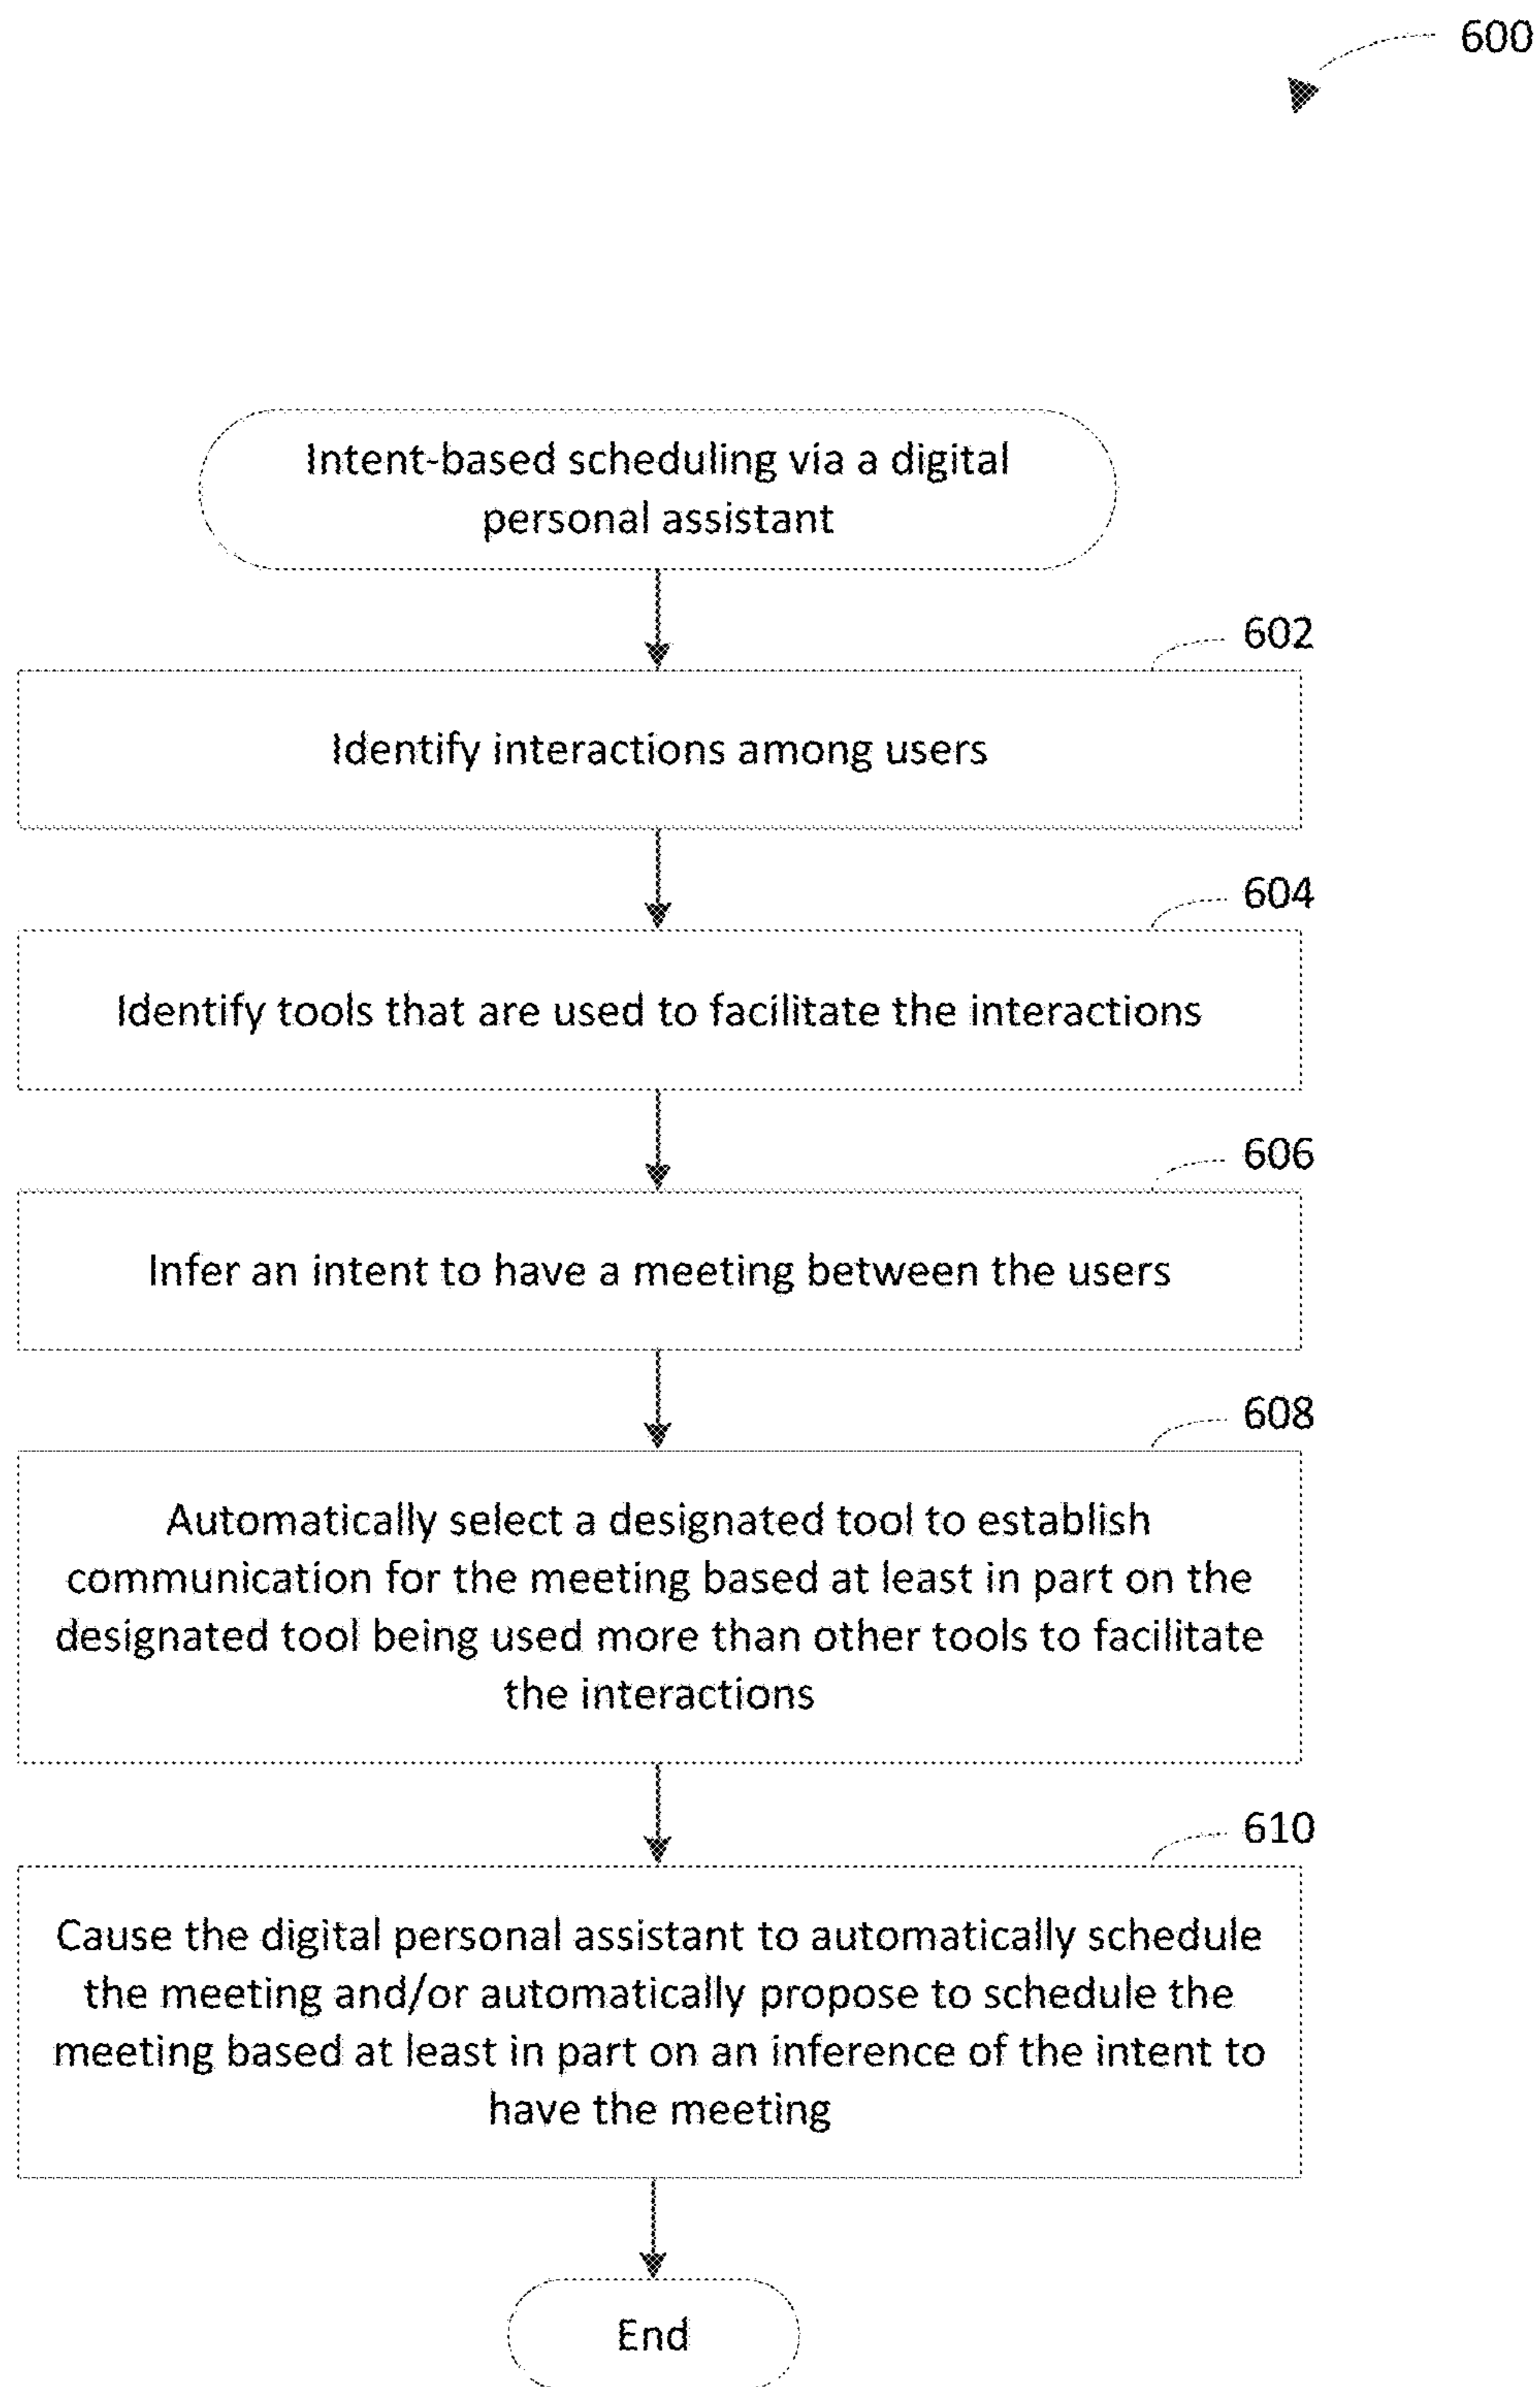 600
Intent-based scheduling via a digital
personal assistant
602
Identify interactions among users
604
Identify tools that are used to facilitate the interactions
606
Infer an intent to have a meeting between the users
608
Automatically select a designated tool to establish
communication for the meeting based at least in part on the
designated tool being used more than other tools to facilitate
the interactions
610
Cause the digital personal assistant to automatically schedule
the meeting and/or automatically propose to schedule the
meeting based at least in part on an inference of the intent to
have the meeting
End